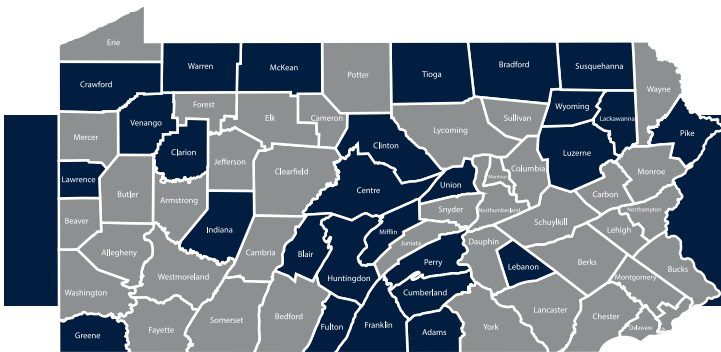 Erie
Crawford
Warren
McKean
Potter
Tioga
Bradford
Susquehanna
Wayne
Mercer
Venango
Forest
Elk
Cameron
Clinton
Lycoming
Sullivan
Wyoming
Lackawanna
Pike
Lawrence
Butler
Clarion
Jefferson
Clearfield
Centre
Union
Montour
Columbia
Luzerne
Monroe
Carbon
Beaver
Armstrong
Indiana
Snyder
Northumberland
Schuylkill
Northampton
Lehigh
Allegheny
Cambria
Blair
Mifflin
Juniata
Dauphin
Perry
Lebanon
Berks
Bucks
Montgomery
Washington
Westmoreland
Huntingdon
Cumberland
Lancaster
Chester
Delaware
Greene
Fayette
Somerset
Bedford
Fulton
Franklin
Adams
York